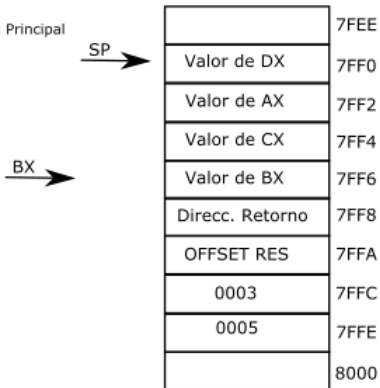 Principal
7FEE
SP
Valor de DX 7FF0
Valor de AX 7FF2
Valor de CX 7FF4
BX
Valor de BX 7FF6
Direcc. Retorno 7FF8
OFFSET RES 7FFA
0003 7FFC
0005 7FFE
8000